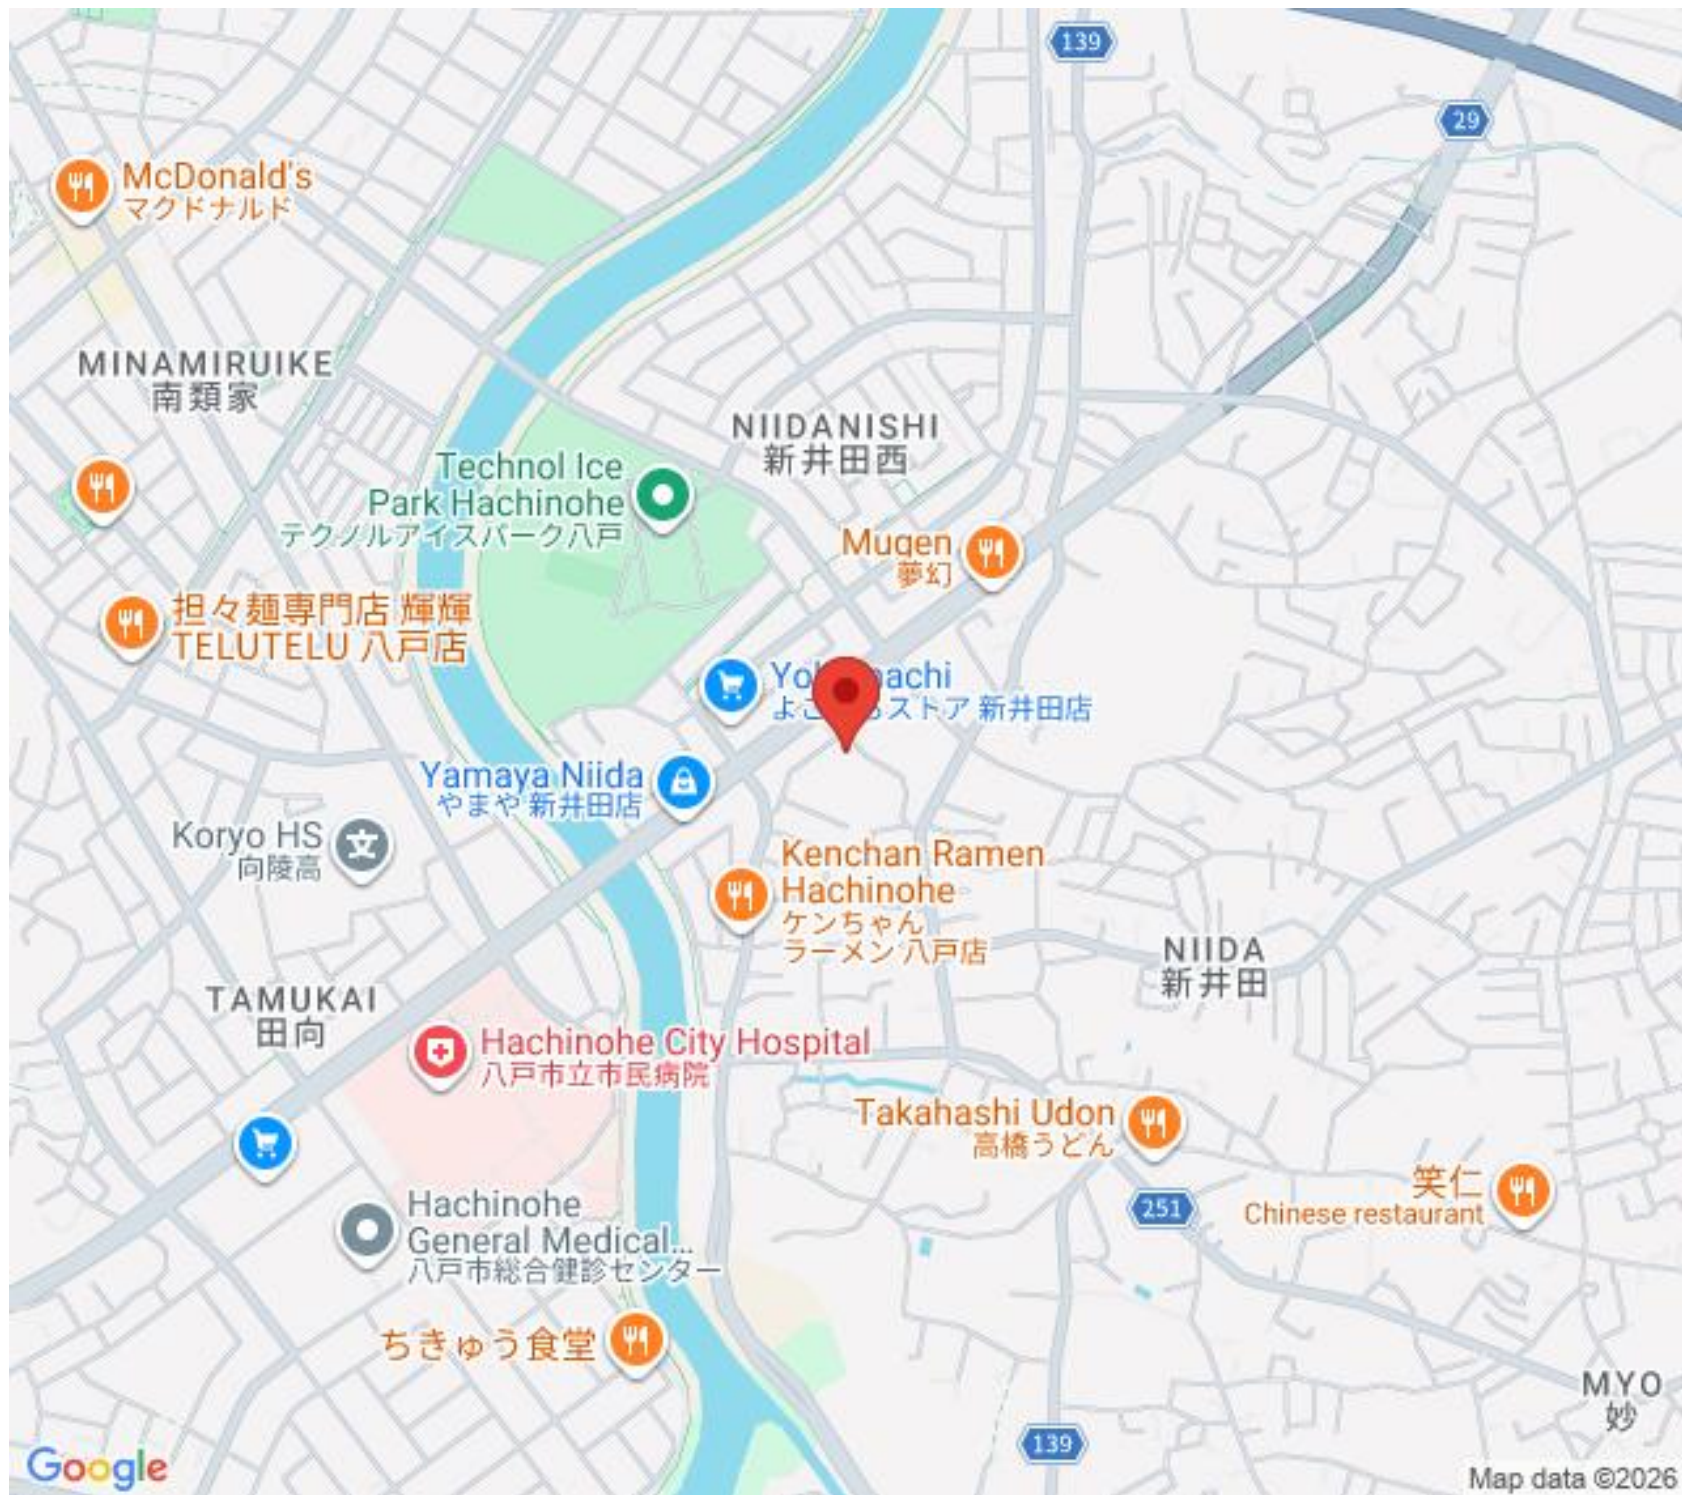 139
29
McDonald's
マクドナルド
MINAMIRUIKE
南類家
NIIDANISHI
新井田西
Technol Ice
Park Hachinohe
テクノルアイスパーク八戸
Mugen
夢幻
担々麺専門店 輝輝
TELUTELU 八戸店
よこ
ストア 新井田店
Yamaya Niida
やまや 新井田店
Koryo HS
向陵高
文
Kenchan Ramen
Hachinohe
ケンちゃん
ラーメン 八戸店
NIIDA
新井田
TAMUKAI
田向
Hachinohe City Hospital
八戸市立市民病院
Takahashi Udon
高橋うどん
笑仁
Chinese restaurant
251
Hachinohe
General Medical...
八戸市総合健診センター
ちきゅう食堂
MYO
妙
139
Google
Map data ©2026